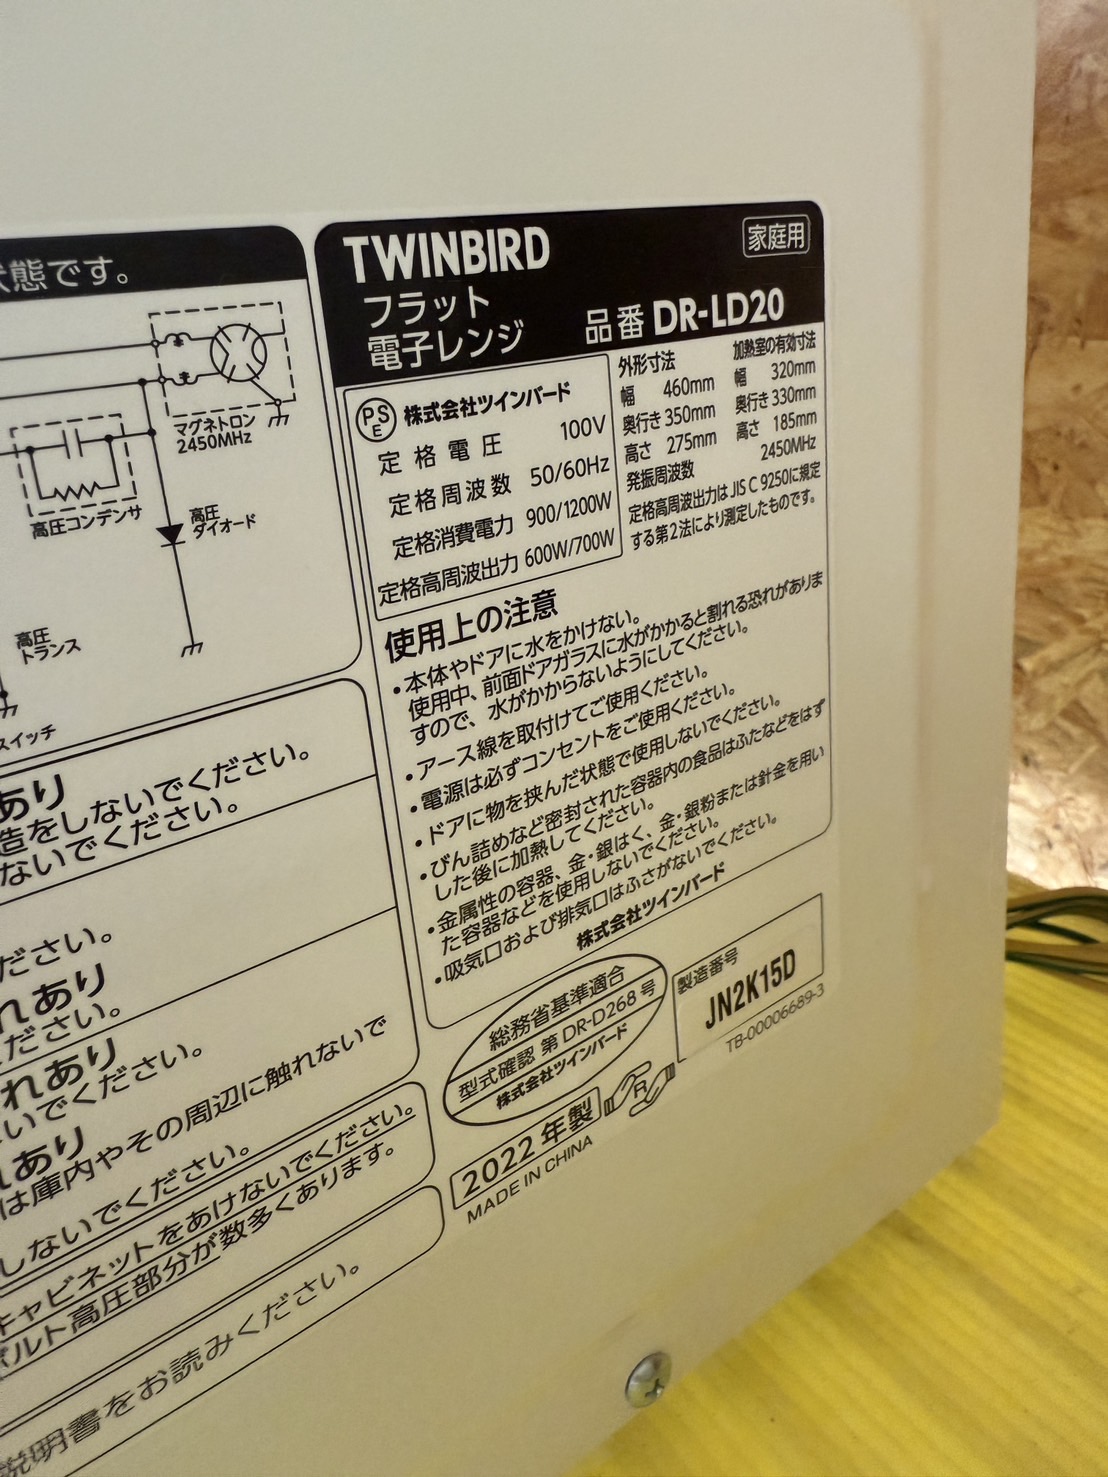 状態です。
マグネトロン
2450MHz
高圧コンデンサ
高圧
ダイオード
高圧
トランス
スイッチ
あり
造をしないでください。
ないでください。
ださい。
れあり
ださい。
れあり
いでください。
れあり
は庫内やその周辺に触れないで
しないでください。
キャビネットをあけないでください。
ボルト高圧部分が数多くあります。
説明書をお読みください。
TWINBIRD
家庭用
フラット
電子レンジ
品番 DR-LD20
PSE 株式会社ツインバード
定格電圧 100V
定格周波数 50/60Hz
定格消費電力 900/1200W
定格高周波出力 600W/700W
外形寸法
幅 460mm
奥行き 350mm
高さ 275mm
加熱室の有効寸法
幅 320mm
奥行き 330mm
高さ 185mm
発振周波数 2450MHz
定格高周波出力はJIS C 9250に規定
する第2法により測定したものです。
使用上の注意
・本体やドアに水をかけない。
使用中、前面ドアガラスに水がかかると割れる恐れがありま
すので、水がかからないようにしてください。
・アース線を取付けてご使用ください。
・電源は必ずコンセントをご使用ください。
・ドアに物を挟んだ状態で使用しないでください。
・びん詰めなど密封された容器内の食品はふたなどをはず
した後に加熱してください。
・金属性の容器、金・銀はく、金・銀粉または針金を用い
た容器などを使用しないでください。
・吸気口および排気口はふさがないでください。
株式会社ツインバード
総務省基準適合
型式確認 第 DR-D268 号
株式会社ツインバード
製造番号
JN2K15D
TB-00006689-3
2022 年製
R
MADE IN CHINA